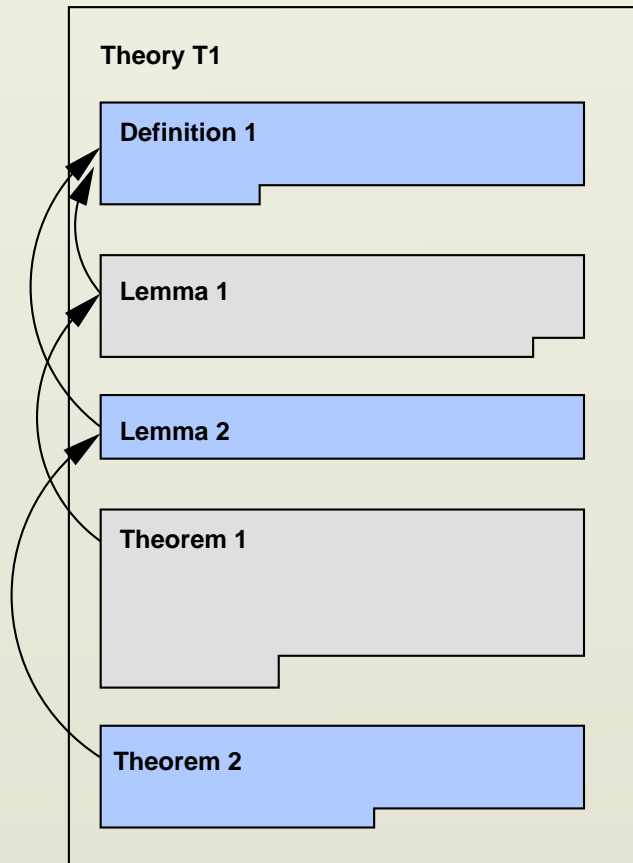 Theory T1
Definition 1
Lemma 1
Lemma 2
Theorem 1
Theorem 2